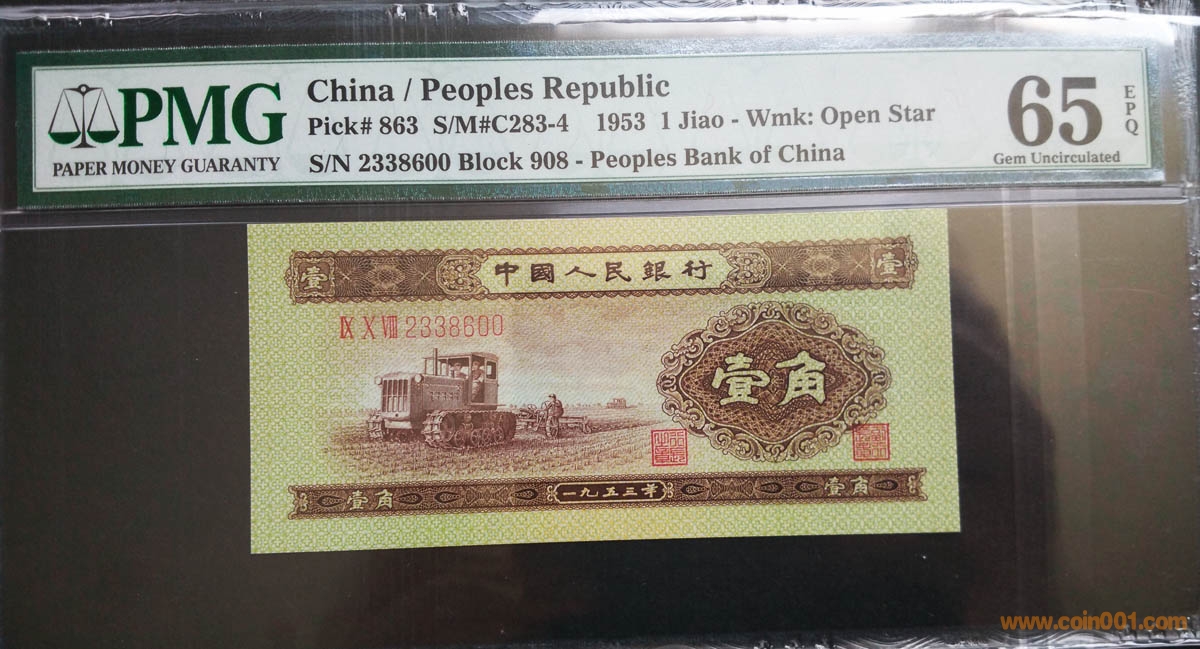 PMG
PAPER MONEY GUARANTY
China / Peoples Republic
Pick# 863 S/M#C283-4 1953 1 Jiao - Wmk: Open Star
S/N 2338600 Block 908 - Peoples Bank of China
65
EPQ
Gem Uncirculated
壹 中國人民銀行 壹
ⅨⅩⅧ 2338600
壹角
壹角 一九五三年 壹角
www.coin001.com